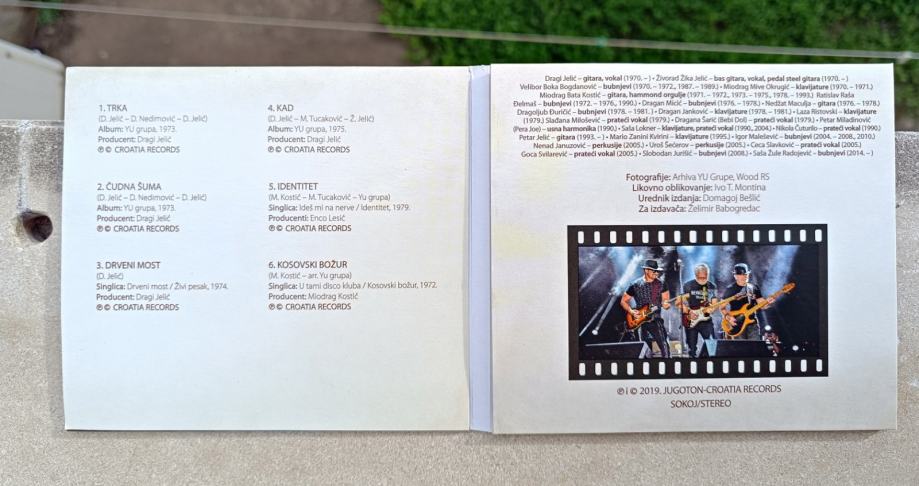 1. TRKA
(D. Jelić – D. Nedimović – D. Jelić)
Album: YU grupa, 1973.
Producent: Dragi Jelić
℗ © CROATIA RECORDS
2. ČUDNA ŠUMA
(D. Jelić – D. Nedimović – D. Jelić)
Album: YU grupa, 1973.
Producent: Dragi Jelić
℗ © CROATIA RECORDS
3. DRVENI MOST
(D. Jelić)
Singlica: Drveni most / Živi pesak, 1974.
Producent: Dragi Jelić
℗ © CROATIA RECORDS
4. KAD
(D. Jelić – M. Tucaković – Ž. Jelić)
Album: YU grupa, 1975.
Producent: Dragi Jelić
℗ © CROATIA RECORDS
5. IDENTITET
(M. Kostić – M. Tucaković – Yu grupa)
Singlica: Ideš mi na nerve / Identitet, 1979.
Producenti: Enco Lesić
℗ © CROATIA RECORDS
6. KOSOVSKI BOŽUR
(M. Kostić – arr. Yu grupa)
Singlica: U tami disco kluba / Kosovski božur, 1972.
Producent: Miodrag Kostić
℗ © CROATIA RECORDS
Dragi Jelić – gitara, vokal (1970. – ) • Živorad Žika Jelić – bas gitara, vokal, pedal steel gitara (1970. – )
Velibor Boka Bogdanović – bubnjevi (1970. – 1972., 1987. – 1989.) • Miodrag Mive Okrugić – klavijature (1970. – 1971.)
Miodrag Bata Kostić – gitara, hammond orgulje (1971. – 1972., 1973. – 1975., 1978. – 1993.) Ratislav Raša
Đelmaš – bubnjevi (1972. – 1976., 1990.) • Dragan Micić – bubnjevi (1976. – 1978.) • Nedžat Maculja – gitara (1976. – 1978.)
Dragoljub Đuričić – bubnjevi (1978. – 1981.) • Dragan Janković – klavijature (1978. – 1981.) • Laza Ristovski – klavijature
(1979.) Slađana Milošević – prateći vokal (1979.) • Dragana Šarić (Bebi Dol) – prateći vokal (1979.) • Petar Miladinović
(Pera Joe) – usna harmonika (1990.) • Saša Lokner – klavijature, prateći vokal (1990., 2004.) • Nikola Čuturilo – prateći vokal (1990.)
Petar Jelić – gitara (1993. – ) • Mario Zanini Kvirini – klavijature (1995.) • Igor Malešević – bubnjevi (2004. – 2008., 2010.)
Nenad Januzović – perkusije (2005.) • Uroš Šećerov – perkusije (2005.) • Ceca Slavković – prateći vokal (2005.)
Goca Svilarević – prateći vokal (2005.) • Slobodan Jurišić – bubnjevi (2008.) • Saša Žule Radojević – bubnjevi (2014. – )
Fotografije: Arhiva YU Grupe, Wood RS
Likovno oblikovanje: Ivo T. Montina
Urednik izdanja: Domagoj Bešlić
Za izdavača: Želimir Babogredac
℗ i © 2019. JUGOTON-CROATIA RECORDS
SOKOJ/STEREO